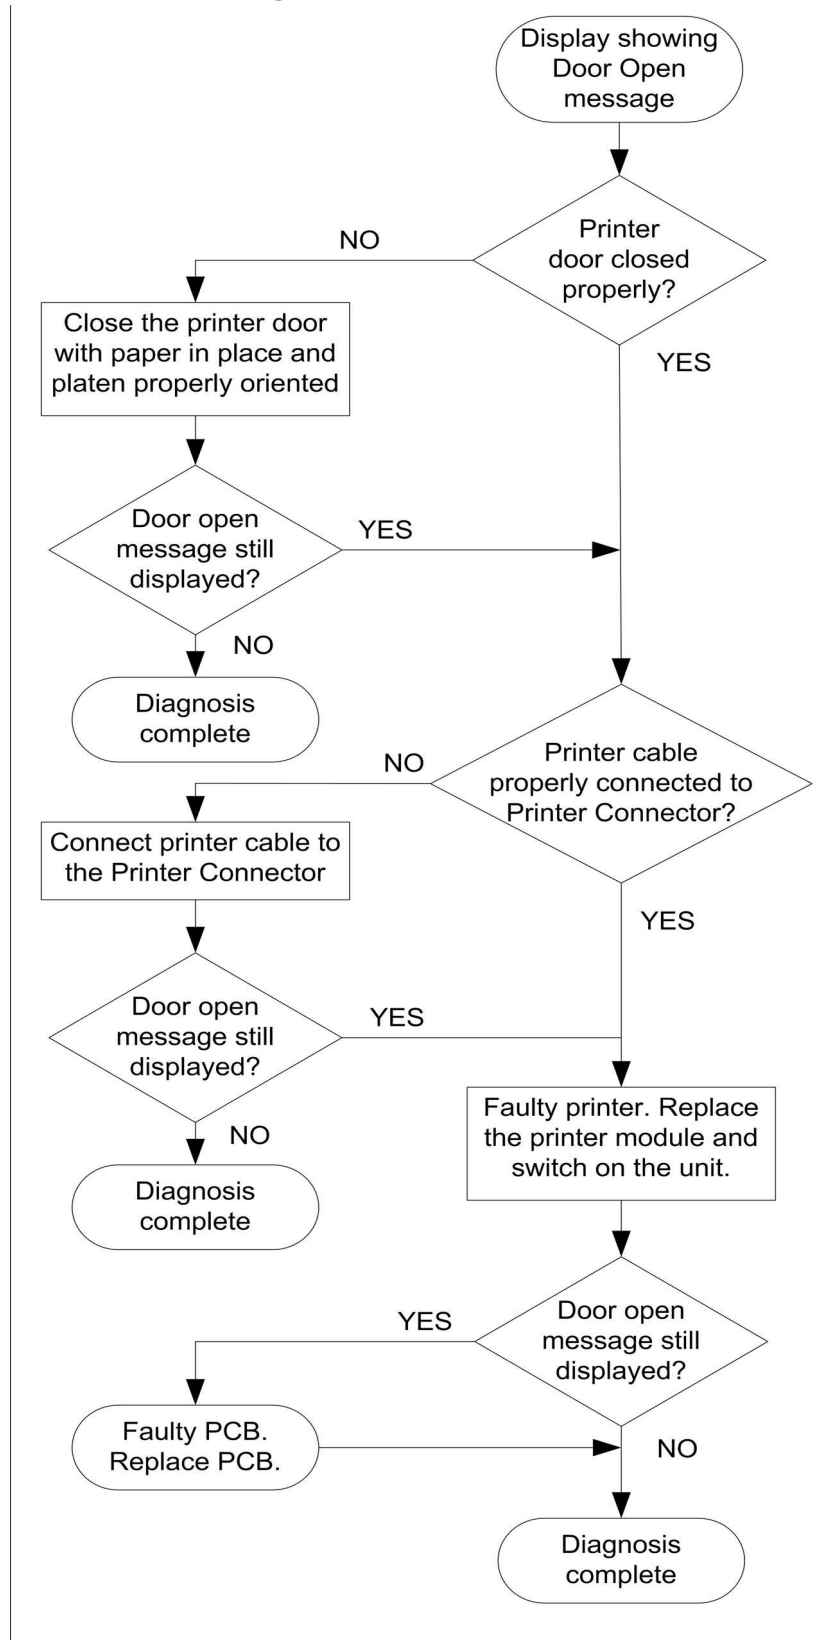 Display showing
Door Open
message
Printer
door closed
properly?
NO
YES
Close the printer door
with paper in place and
platen properly oriented
Door open
message still
displayed?
YES
NO
Diagnosis
complete
Printer cable
properly connected to
Printer Connector?
NO
YES
Connect printer cable to
the Printer Connector
Door open
message still
displayed?
YES
NO
Diagnosis
complete
Faulty printer. Replace
the printer module and
switch on the unit.
Door open
message still
displayed?
YES
NO
Faulty PCB.
Replace PCB.
Diagnosis
complete